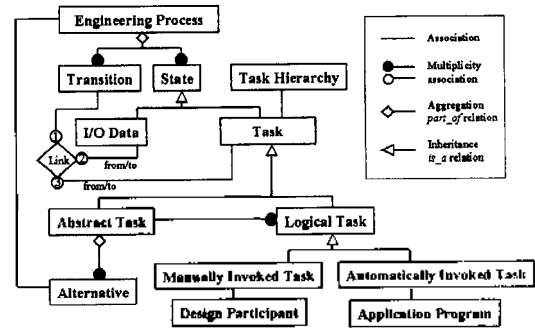 Engineering Process
Association
Transition
State
Task Hierarchy
Multiplicity
association
I/O Data
Task
Aggregation
part_of relation
1
Link
2
from/to
3
from/to
Inheritance
is_a relation
Abstract Task
Logical Task
Manually Invoked Task
Automatically Invoked Task
Alternative
Design Participant
Application Program